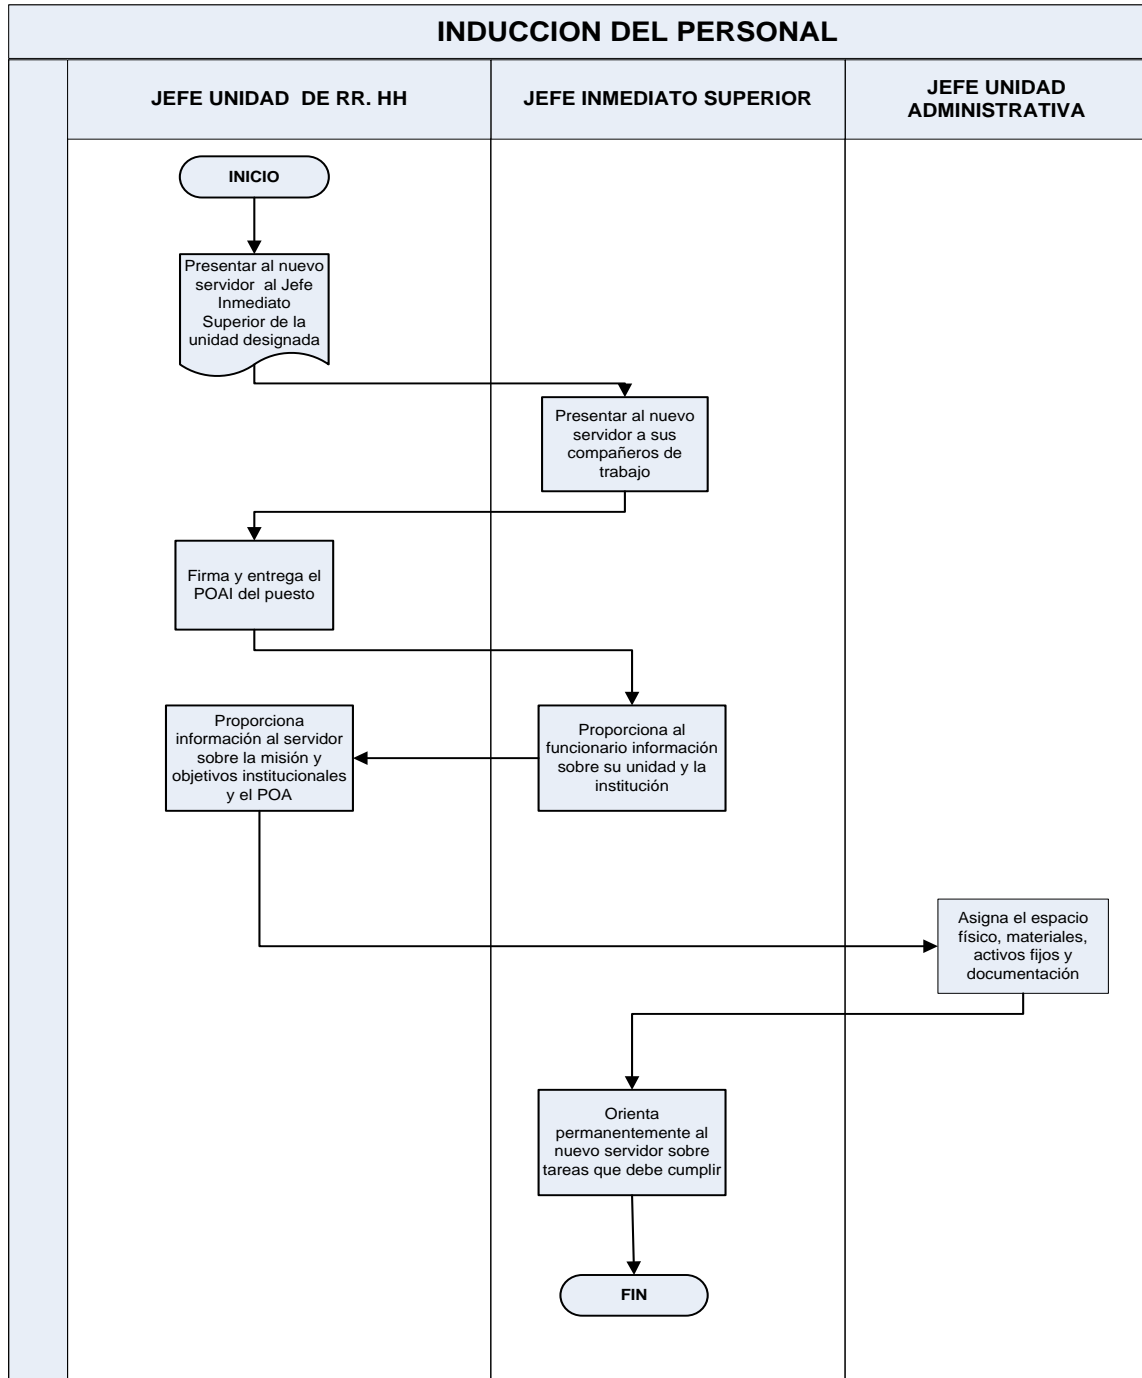 INDUCCION DEL PERSONAL
JEFE UNIDAD DE RR. HH
JEFE INMEDIATO SUPERIOR
JEFE UNIDAD
ADMINISTRATIVA
INICIO
Presentar al nuevo
servidor al Jefe
Inmediato
Superior de la
unidad designada
Presentar al nuevo
servidor a sus
compañeros de
trabajo
Firma y entrega el
POAI del puesto
Proporciona al
funcionario información
sobre su unidad y la
institución
Proporciona
información al servidor
sobre la misión y
objetivos institucionales
y el POA
Asigna el espacio
físico, materiales,
activos fijos y
documentación
Orienta
permanentemente al
nuevo servidor sobre
tareas que debe cumplir
FIN